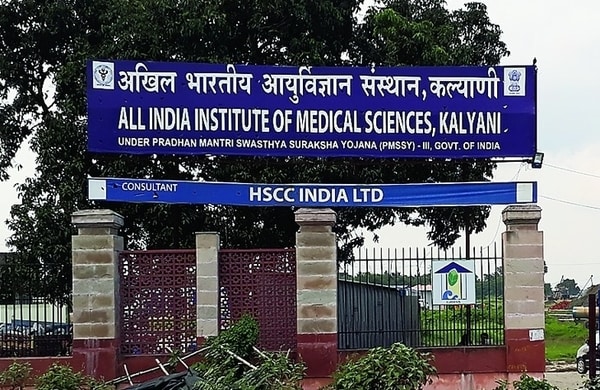 अखिल भारतीय आयुर्विज्ञान संस्थान, कल्याणी
ALL INDIA INSTITUTE OF MEDICAL SCIENCES, KALYANI
UNDER PRADHAN MANTRI SWASTHYA SURAKSHA YOJANA (PMSSY) - III, GOVT. OF INDIA
CONSULTANT
HSCC INDIA LTD